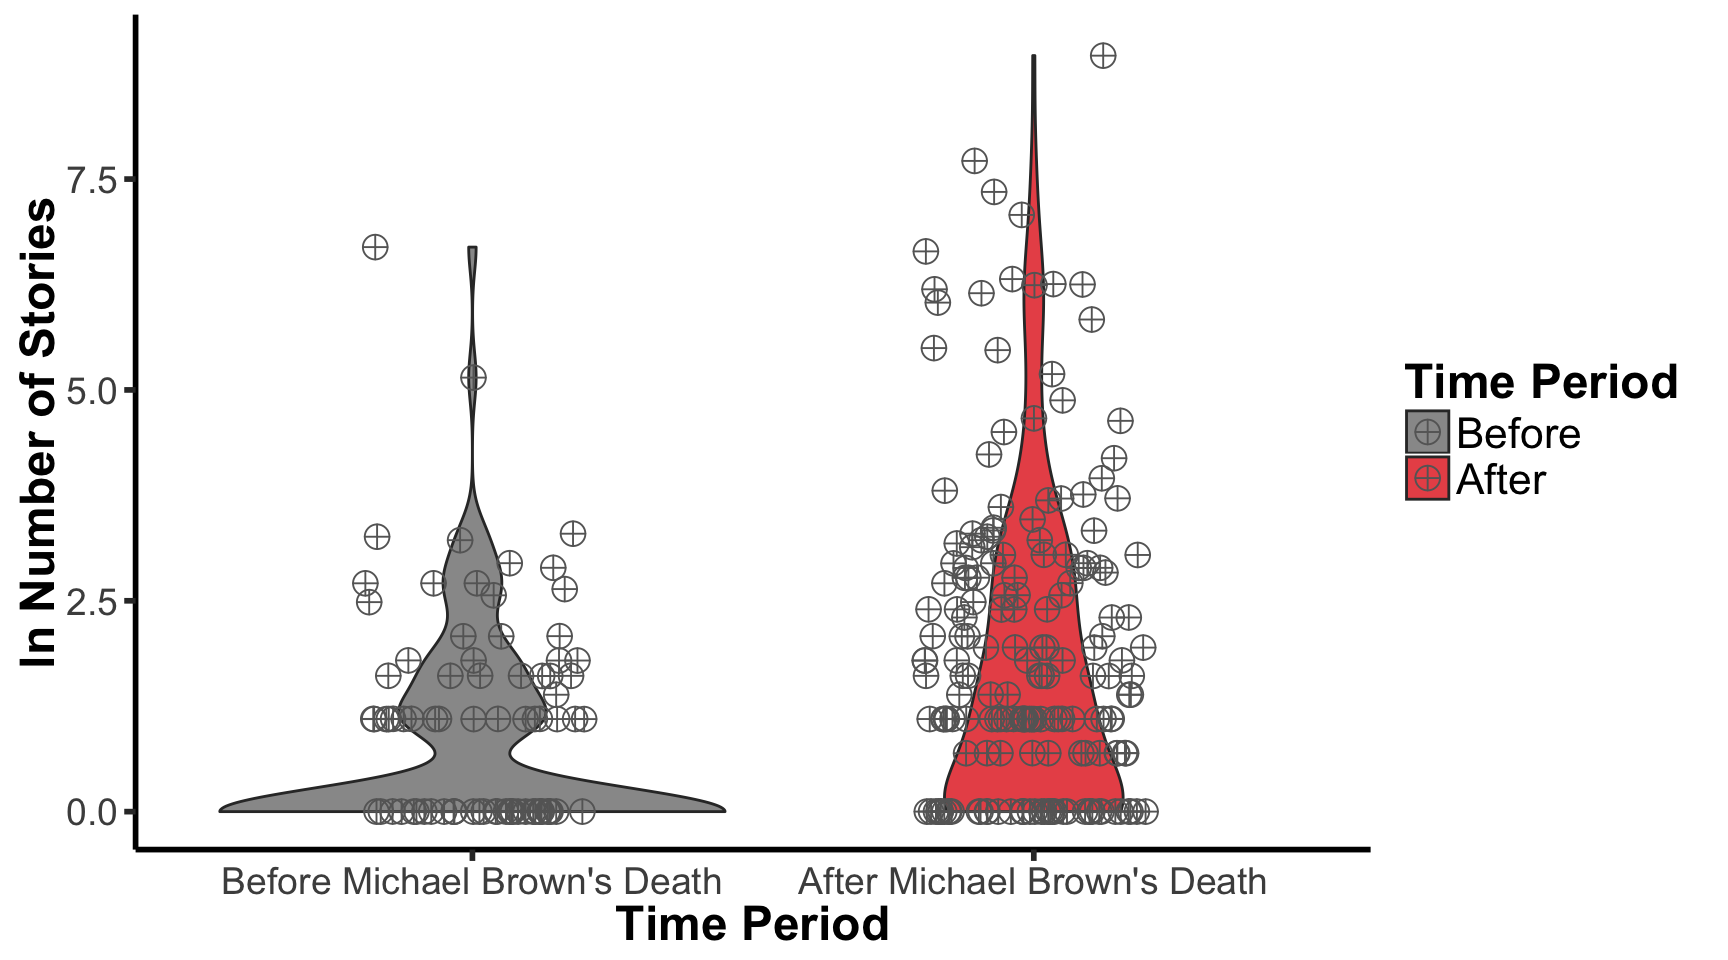 ln Number of Stories
7.5
5.0
2.5
0.0
Before Michael Brown's Death
After Michael Brown's Death
Time Period
Time Period
Before
After